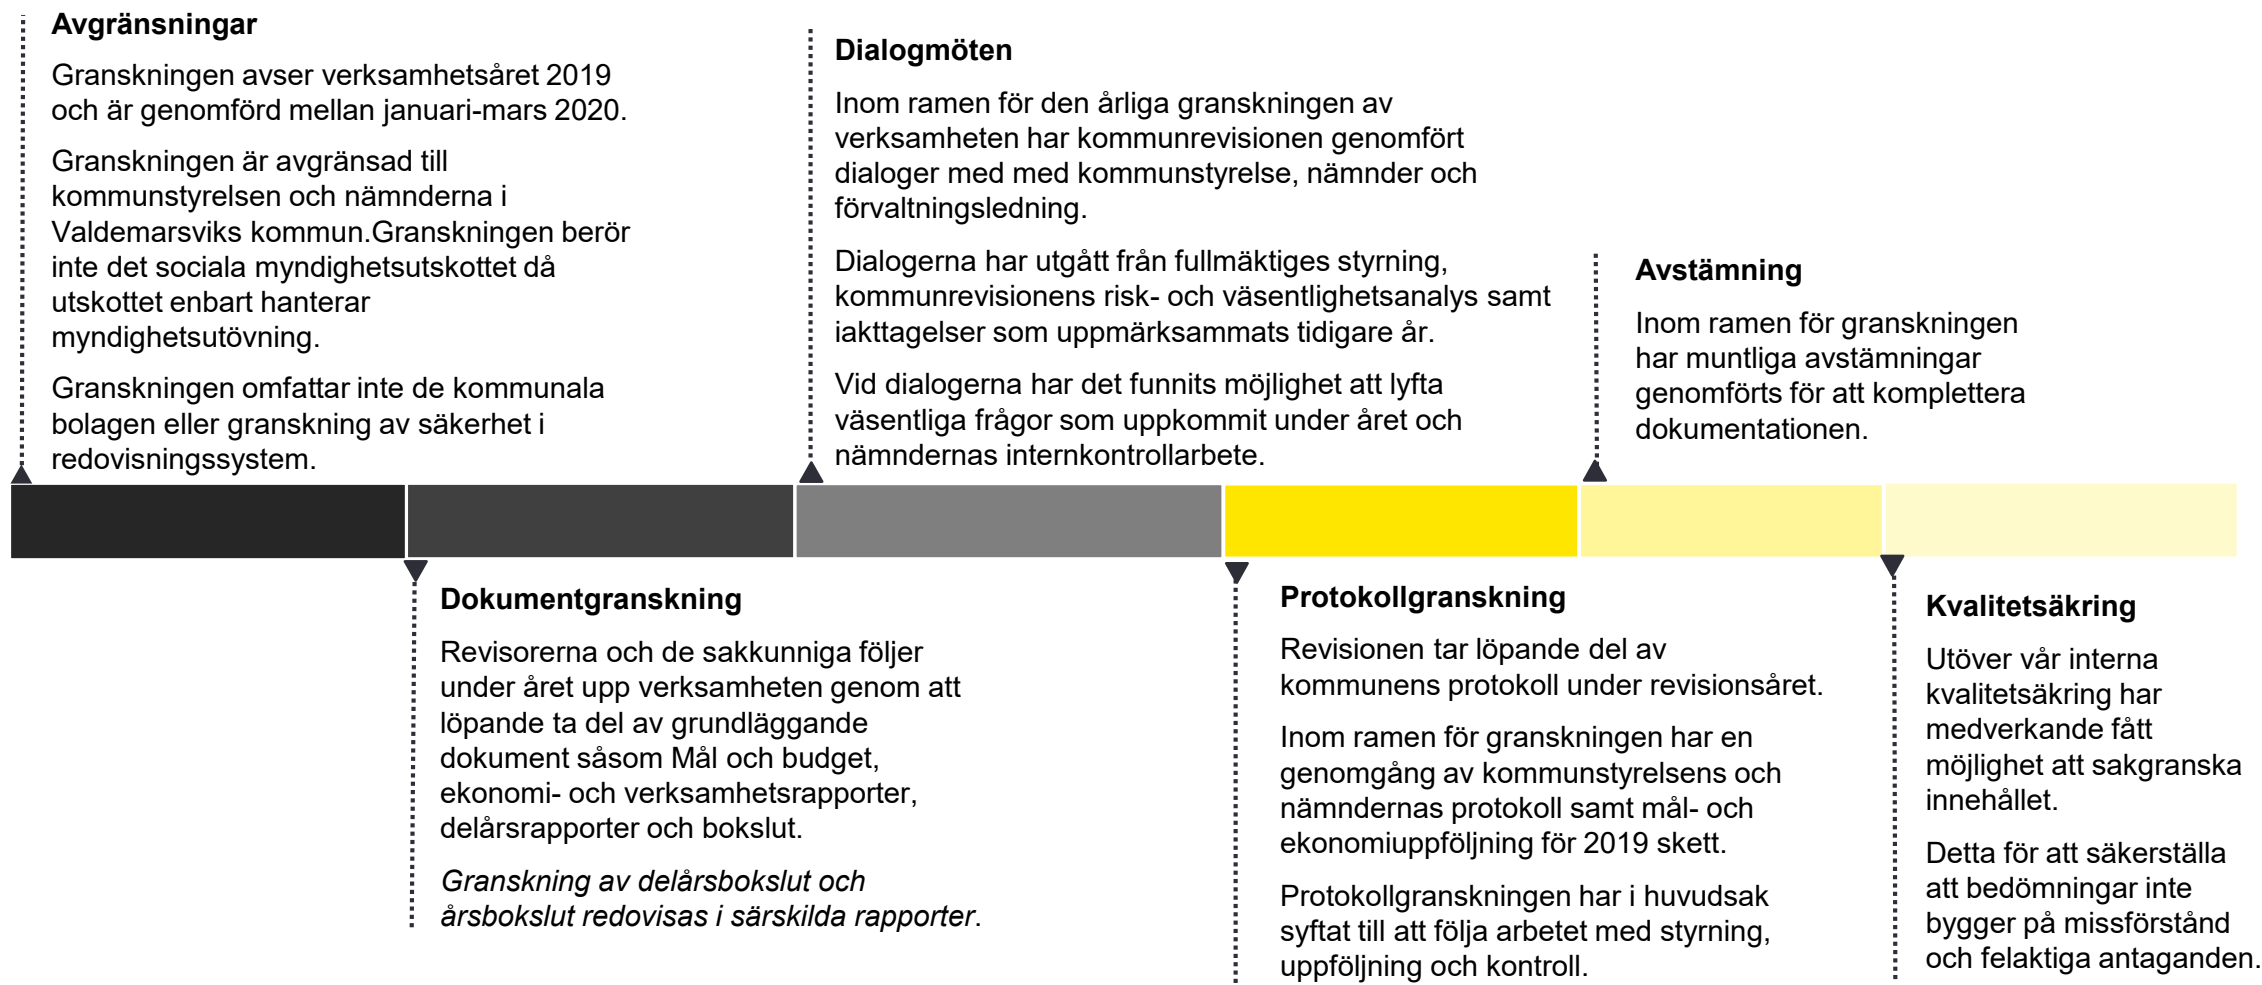 Avgränsningar
Granskningen avser verksamhetsåret 2019
och är genomförd mellan januari-mars 2020.
Granskningen är avgränsad till
kommunstyrelsen och nämnderna i
Valdemarsviks kommun.Granskningen berör
inte det sociala myndighetsutskottet då
utskottet enbart hanterar
myndighetsutövning.
Granskningen omfattar inte de kommunala
bolagen eller granskning av säkerhet i
redovisningssystem.
Dokumentgranskning
Revisorerna och de sakkunniga följer
under året upp verksamheten genom att
löpande ta del av grundläggande
dokument såsom Mål och budget,
ekonomi- och verksamhetsrapporter,
delårsrapporter och bokslut.
Granskning av delårsbokslut och
årsbokslut redovisas i särskilda rapporter.
Dialogmöten
Inom ramen för den årliga granskningen av
verksamheten har kommunrevisionen genomfört
dialoger med med kommunstyrelse, nämnder och
förvaltningsledning.
Dialogerna har utgått från fullmäktiges styrning,
kommunrevisionens risk- och väsentlighetsanalys samt
iakttagelser som uppmärksammats tidigare år.
Vid dialogerna har det funnits möjlighet att lyfta
väsentliga frågor som uppkommit under året och
nämndernas internkontrollarbete.
Protokollgranskning
Revisionen tar löpande del av
kommunens protokoll under revisionsåret.
Inom ramen för granskningen har en
genomgång av kommunstyrelsens och
nämndernas protokoll samt mål- och
ekonomiuppföljning för 2019 skett.
Protokollgranskningen har i huvudsak
syftat till att följa arbetet med styrning,
uppföljning och kontroll.
Avstämning
Inom ramen för granskningen
har muntliga avstämningar
genomförts för att komplettera
dokumentationen.
Kvalitetsäkring
Utöver vår interna
kvalitetsäkring har
medverkande fått
möjlighet att sakgranska
innehållet.
Detta för att säkerställa
att bedömningar inte
bygger på missförstånd
och felaktiga antaganden.